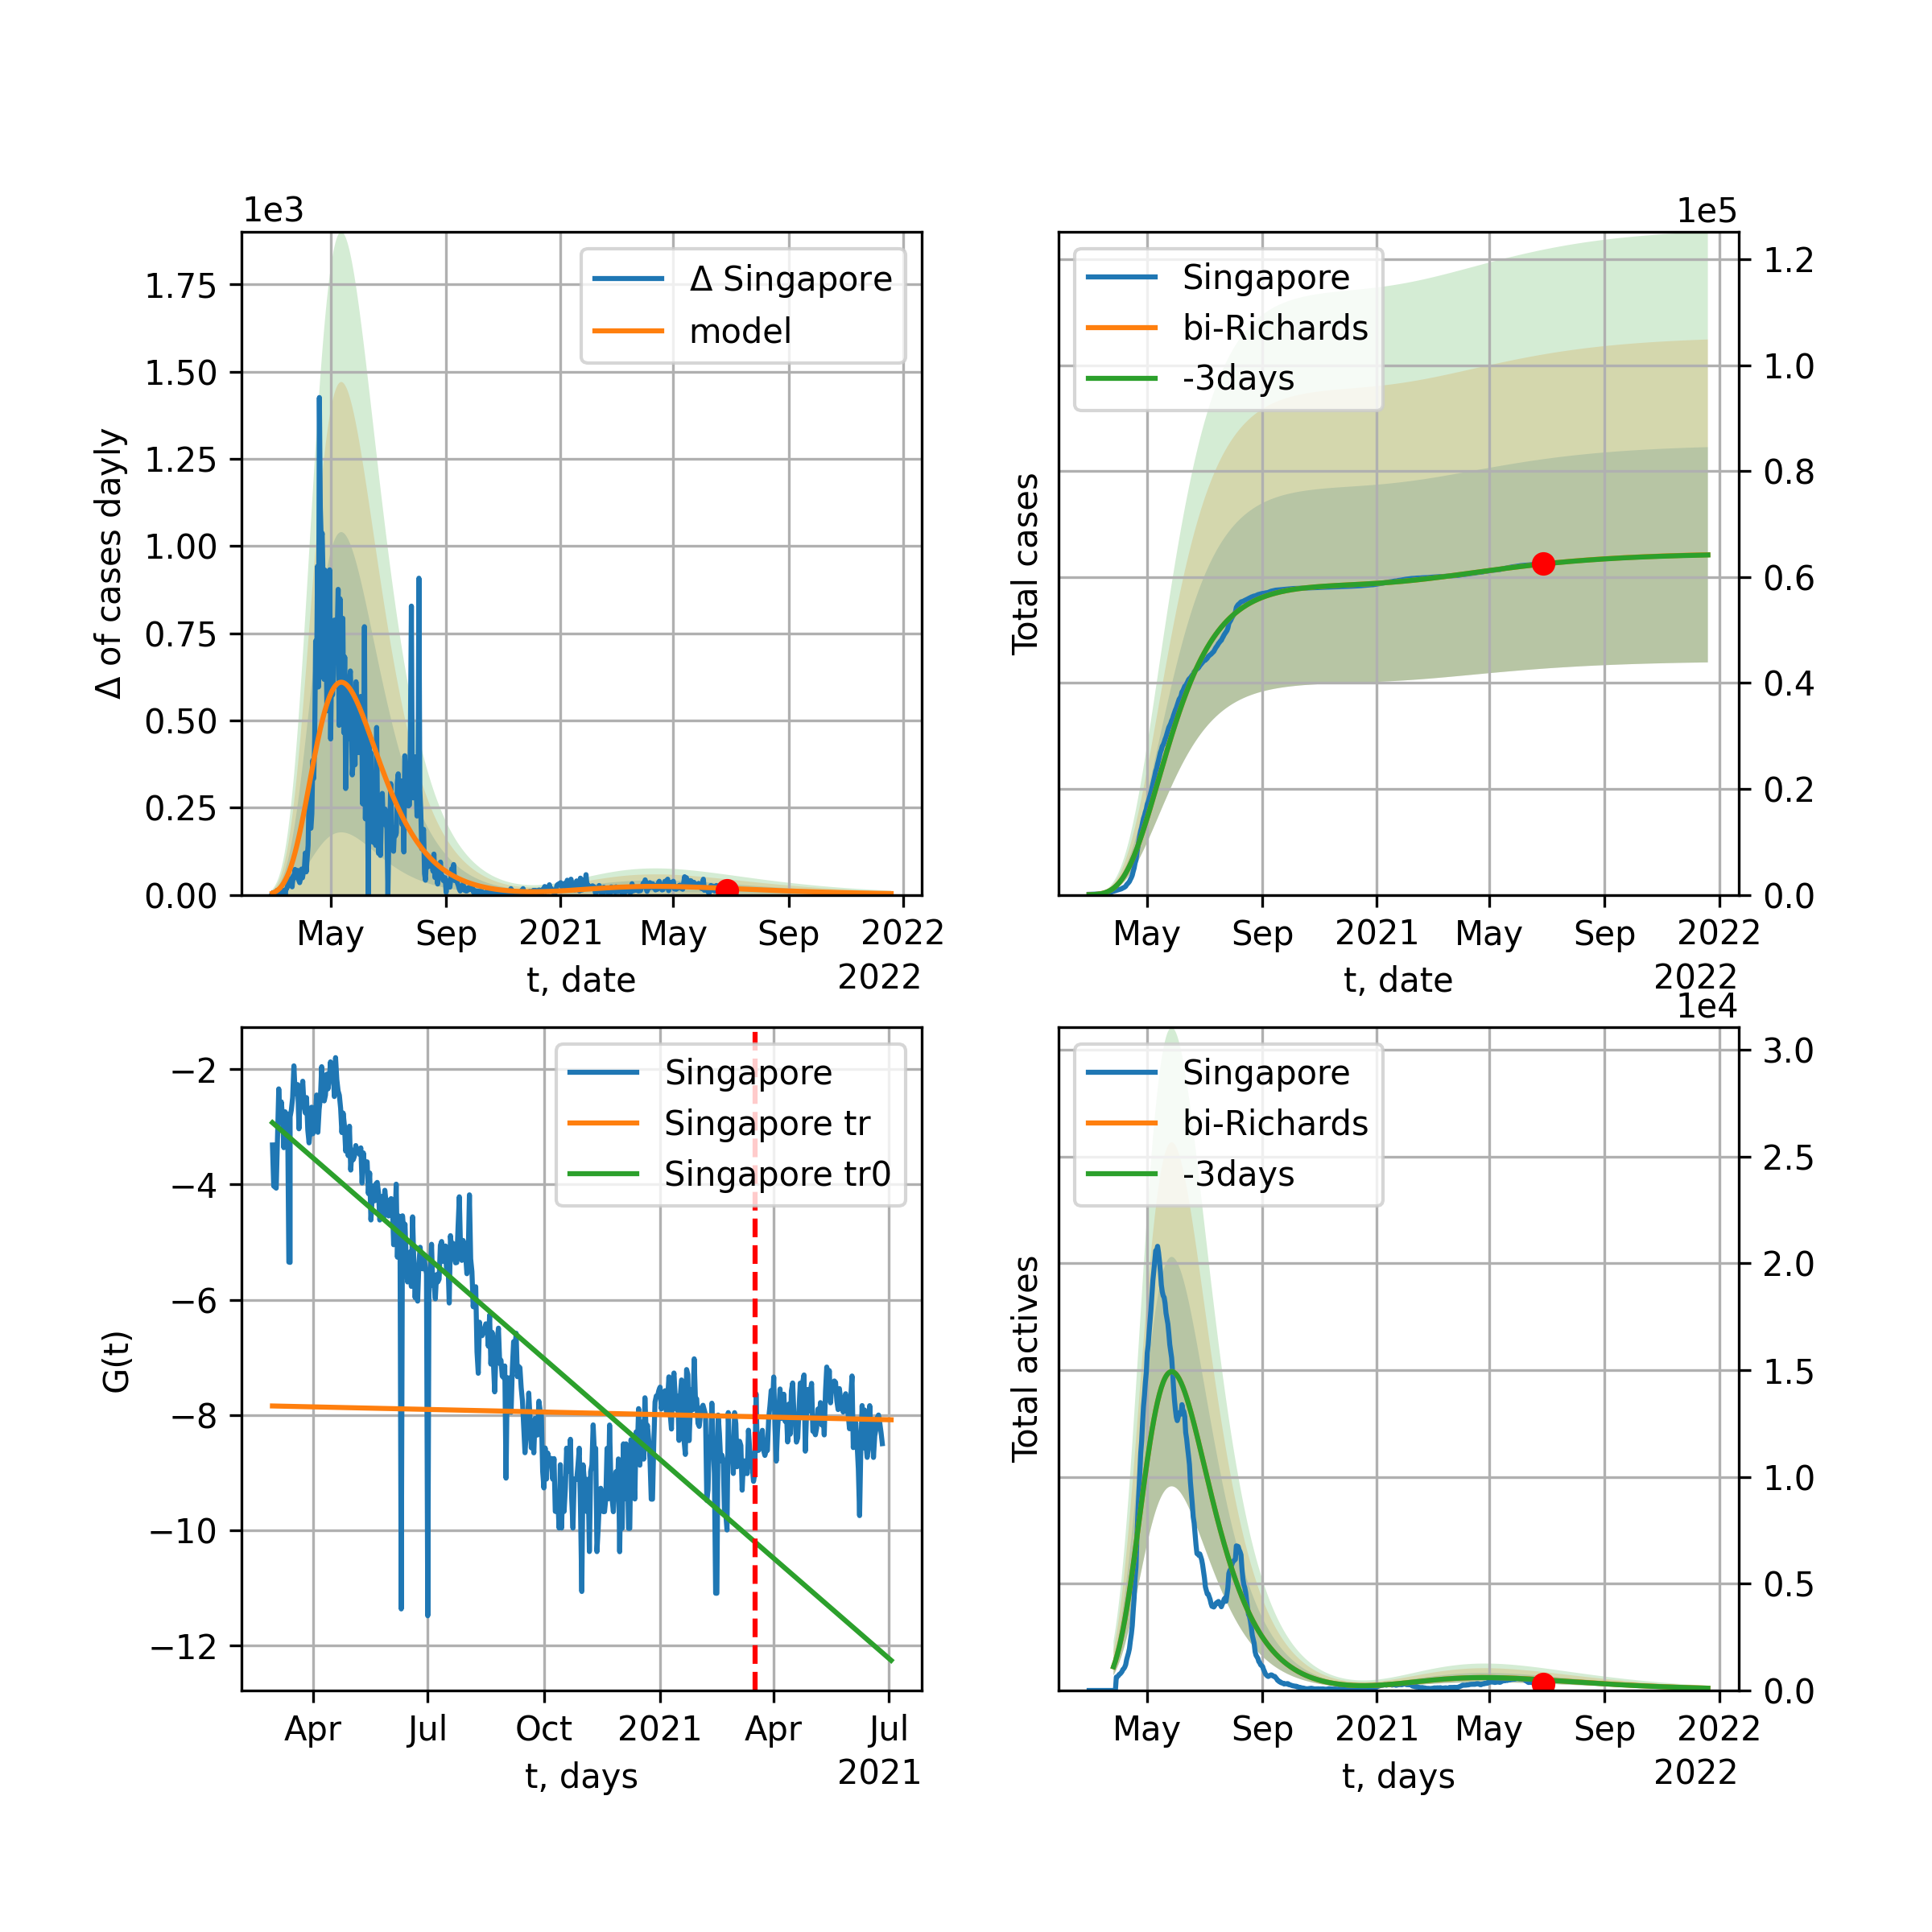 1e3
1.75
1.50
1.25
1.00
0.75
0.50
0.25
0.00
Δ of cases dayly
Δ Singapore
model
May Sep 2021 May Sep 2022
t, date 2022
1e5
1.2
1.0
0.8
0.6
0.4
0.2
0.0
Total cases
Singapore
bi-Richards
-3days
May Sep 2021 May Sep 2022
t, date 2022
−2
−4
−6
−8
−10
−12
G(t)
Singapore
Singapore tr
Singapore tr0
Apr Jul Oct 2021 Apr Jul
t, days 2021
1e4
3.0
2.5
2.0
1.5
1.0
0.5
0.0
Total actives
Singapore
bi-Richards
-3days
May Sep 2021 May Sep 2022
t, days 2022